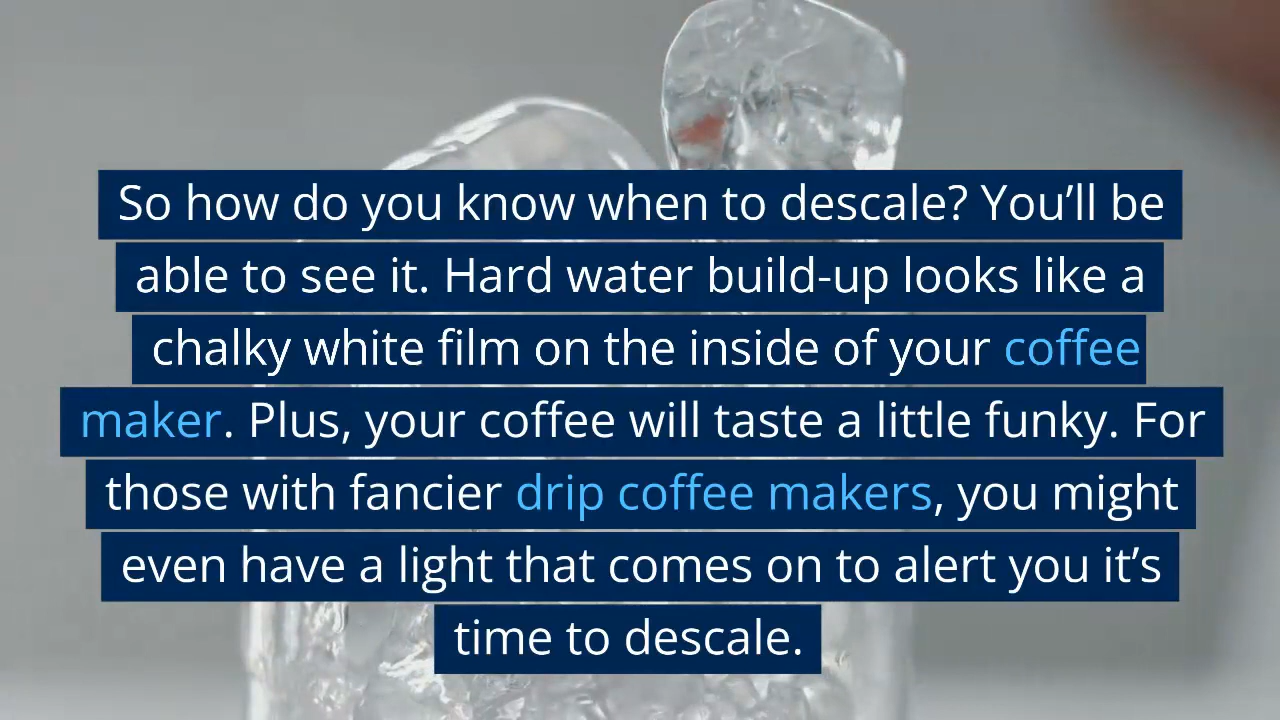 So how do you know when to descale? You’ll be
able to see it. Hard water build-up looks like a
chalky white film on the inside of your coffee
maker. Plus, your coffee will taste a little funky. For
those with fancier drip coffee makers, you might
even have a light that comes on to alert you it’s
time to descale.